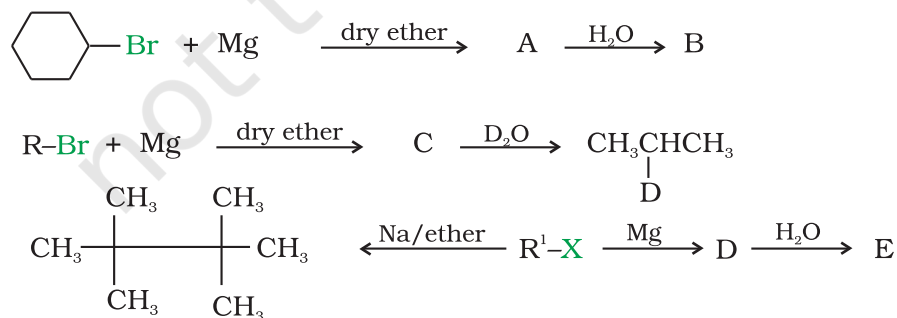 Br + Mg dry ether A H₂O B
R–Br + Mg dry ether C D₂O CH₃CHCH₃
D
CH₃ CH₃
CH₃ CH₃ Na/ether R¹–X Mg D H₂O E
CH₃ CH₃
not t